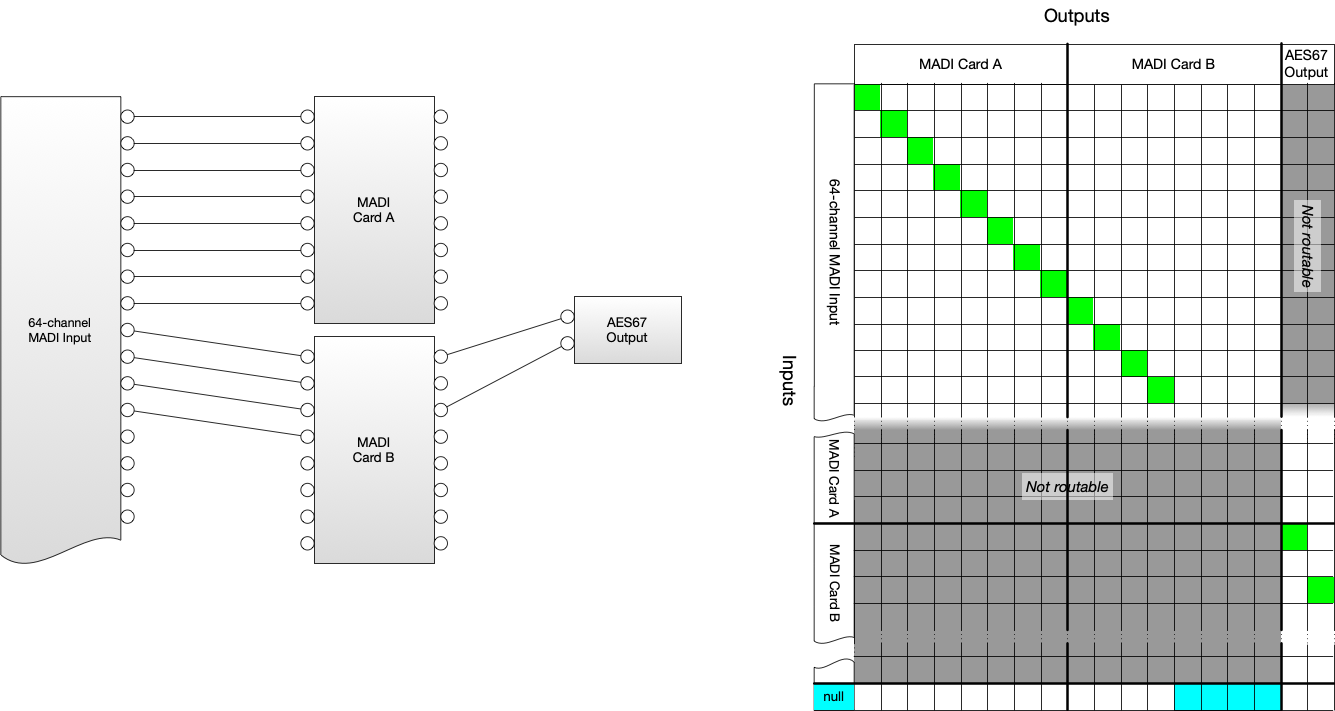 64-channel
MADI Input
MADI
Card A
MADI
Card B
AES67
Output
Outputs
MADI Card A
MADI Card B
AES67
Output
Inputs
64-channel MADI Input
Not routable
MADI Card A
Not routable
MADI Card B
null